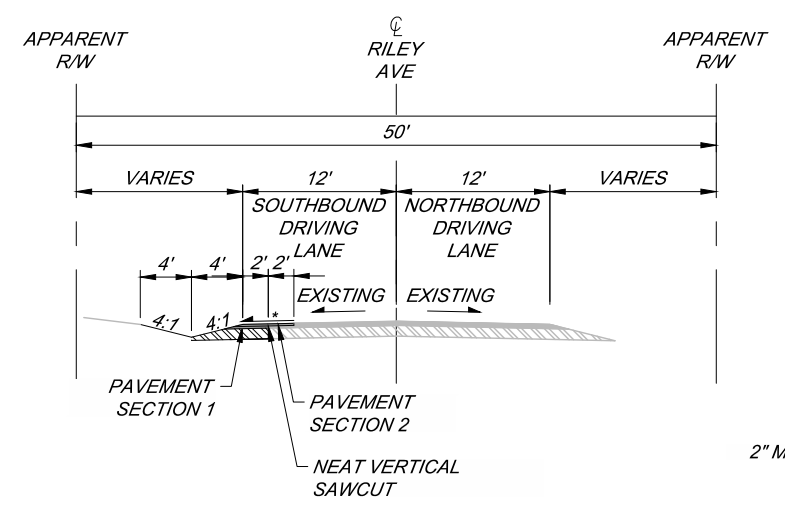 ℄
APPARENT
R/W
RILEY
AVE
APPARENT
R/W
50'
VARIES
12'
12'
VARIES
SOUTHBOUND
DRIVING
LANE
NORTHBOUND
DRIVING
LANE
4'
4'
2'
2'
EXISTING
EXISTING
4:1
4:1
*
PAVEMENT
SECTION 1
PAVEMENT
SECTION 2
NEAT VERTICAL
SAWCUT
2" M